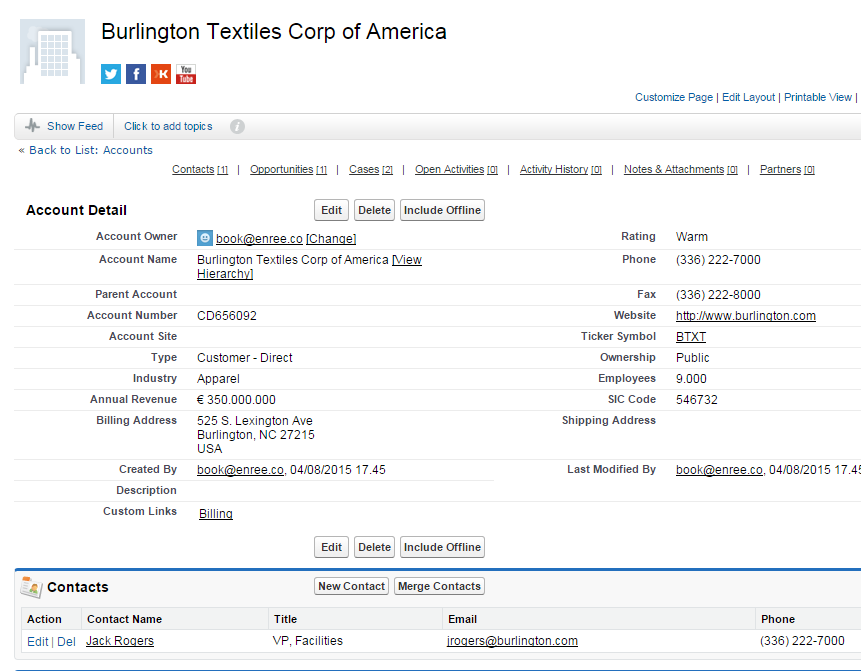 Burlington Textiles Corp of America
You
Tube
Customize Page | Edit Layout | Printable View |
Show Feed Click to add topics i
« Back to List: Accounts
Contacts [1] | Opportunities [1] | Cases [2] | Open Activities [0] | Activity History [0] | Notes & Attachments [0] | Partners [0]
Account Detail Edit Delete Include Offline
Account Owner book@enree.co [Change] Rating Warm
Account Name Burlington Textiles Corp of America [View Phone (336) 222-7000
Hierarchy]
Parent Account Fax (336) 222-8000
Account Number CD656092 Website http://www.burlington.com
Account Site Ticker Symbol BTXT
Type Customer - Direct Ownership Public
Industry Apparel Employees 9.000
Annual Revenue € 350.000.000 SIC Code 546732
Billing Address 525 S. Lexington Ave Shipping Address
Burlington, NC 27215
USA
Created By book@enree.co, 04/08/2015 17.45 Last Modified By book@enree.co, 04/08/2015 17.45
Description
Custom Links Billing
Edit Delete Include Offline
Contacts New Contact Merge Contacts
Action Contact Name Title Email Phone
Edit | Del Jack Rogers VP, Facilities jrogers@burlington.com (336) 222-7000